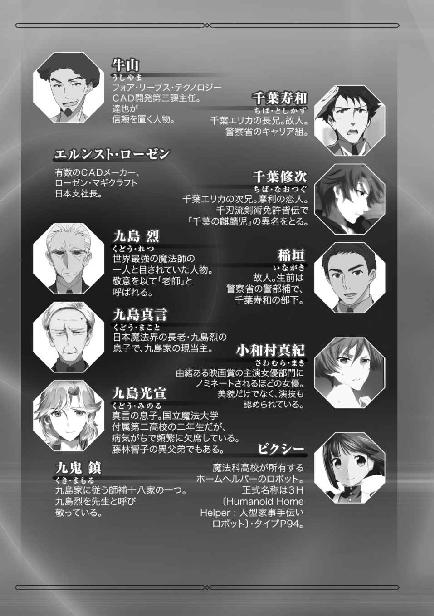 牛山
うしやま
フォア・リーブス・テクノロジー
CAD開発第三課主任。
達也が
信頼を置く人物。
エルンスト・ローゼン
有数のCADメーカー、
ローゼン・マギクラフト
日本支社長。
九島 烈
くどう・れつ
世界最強の魔法師の
一人と目されていた人物。
敬意を以て「老師」と
呼ばれる。
九島真言
くどう・まこと
日本魔法界の長老・九島烈の
息子で、九島家の現当主。
九島光宣
くどう・みのる
真言の息子。国立魔法大学
付属第二高校の二年生だが、
病気がちで頻繁に欠席している。
藤林響子の異父弟でもある。
九鬼 鎮
くき・まもる
九島家に従う師補十八家の一つ。
九島烈を先生と呼び
敬っている。
千葉寿和
ちば・としかず
千葉エリカの長兄。故人。
警察省のキャリア組。
千葉修次
ちば・なおつぐ
千葉エリカの次兄。摩利の恋人。
千刃流剣術免許皆伝で
「千葉の麒麟児」の異名をとる。
稲垣
いながき
故人。生前は
警察省の警部補で、
千葉寿和の部下。
小和村真紀
さわむら・まき
由緒ある映画賞の主演女優部門に
ノミネートされるほどの女優。
美貌だけでなく、演技も
認められている。
ピクシー
魔法科高校が所有する
ホームヘルパーのロボット。
正式名称は3H
(Humanoid Home
Helper：人型家事手伝い
ロボット)・タイプP94。